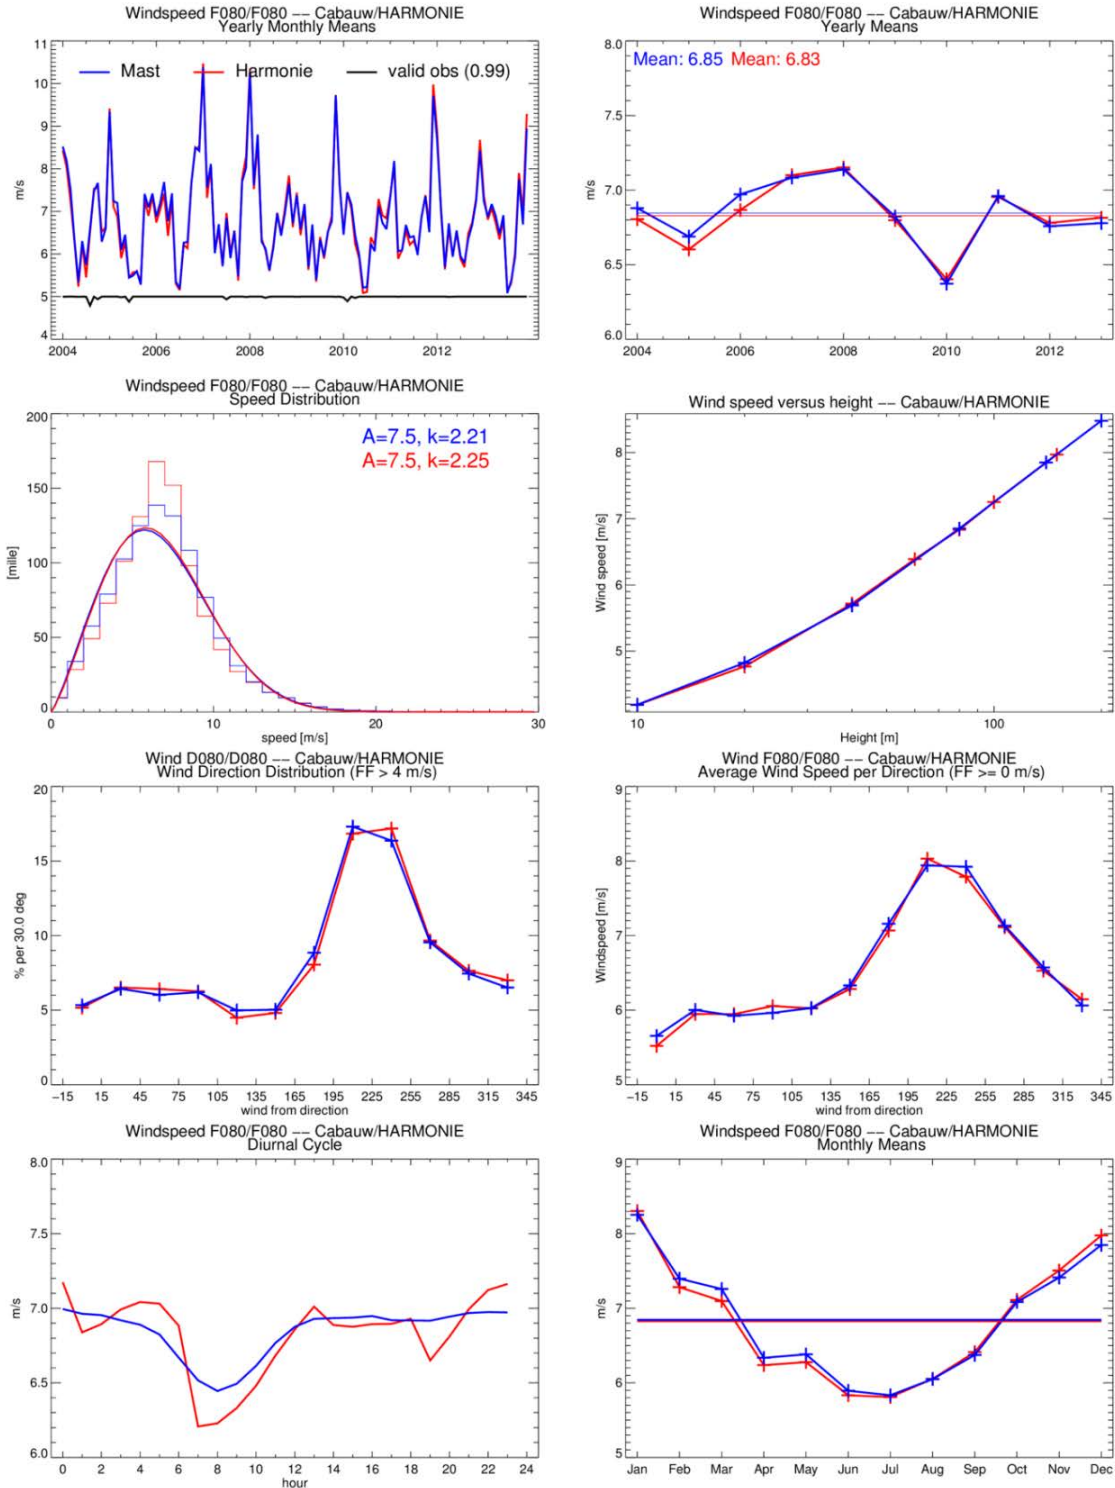 Windspeed F080/F080 −− Cabauw/HARMONIE
Yearly Monthly Means
11
10
9
8
7
6
5
4
m/s
Mast
Harmonie
valid obs (0.99)
2004
2006
2008
2010
2012
Windspeed F080/F080 −− Cabauw/HARMONIE
Yearly Means
Mean: 6.85 Mean: 6.83
8.0
7.5
7.0
6.5
6.0
m/s
2004
2006
2008
2010
2012
Windspeed F080/F080 −− Cabauw/HARMONIE
Speed Distribution
A=7.5, k=2.21
A=7.5, k=2.25
200
150
100
50
0
[mille]
0
10
20
30
speed [m/s]
Wind speed versus height −− Cabauw/HARMONIE
8
7
6
5
Wind speed [m/s]
10
100
Height [m]
Wind D080/D080 −− Cabauw/HARMONIE
Wind Direction Distribution (FF > 4 m/s)
20
15
10
5
0
% per 30.0 deg
−15 15 45 75 105 135 165 195 225 255 285 315 345
wind from direction
Wind F080/F080 −− Cabauw/HARMONIE
Average Wind Speed per Direction (FF >= 0 m/s)
9
8
7
6
5
Windspeed [m/s]
−15 15 45 75 105 135 165 195 225 255 285 315 345
wind from direction
Windspeed F080/F080 −− Cabauw/HARMONIE
Diurnal Cycle
8.0
7.5
7.0
6.5
6.0
m/s
0 2 4 6 8 10 12 14 16 18 20 22 24
hour
Windspeed F080/F080 −− Cabauw/HARMONIE
Monthly Means
9
8
7
6
5
m/s
Jan Feb Mar Apr May Jun Jul Aug Sep Oct Nov Dec